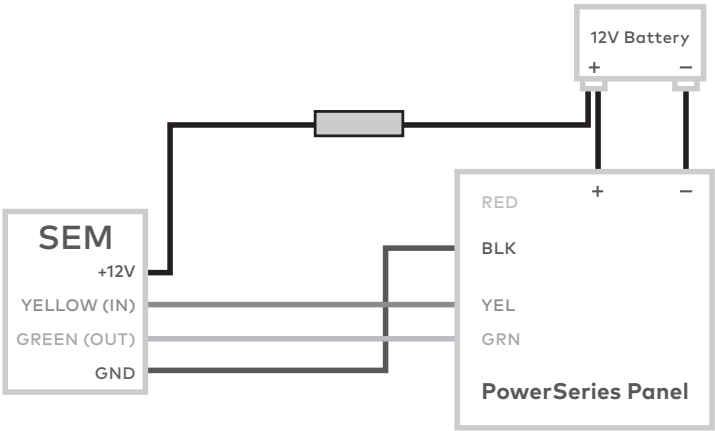 12V Battery
+ −
SEM
+12V
YELLOW (IN)
GREEN (OUT)
GND
+ −
RED
BLK
YEL
GRN
PowerSeries Panel